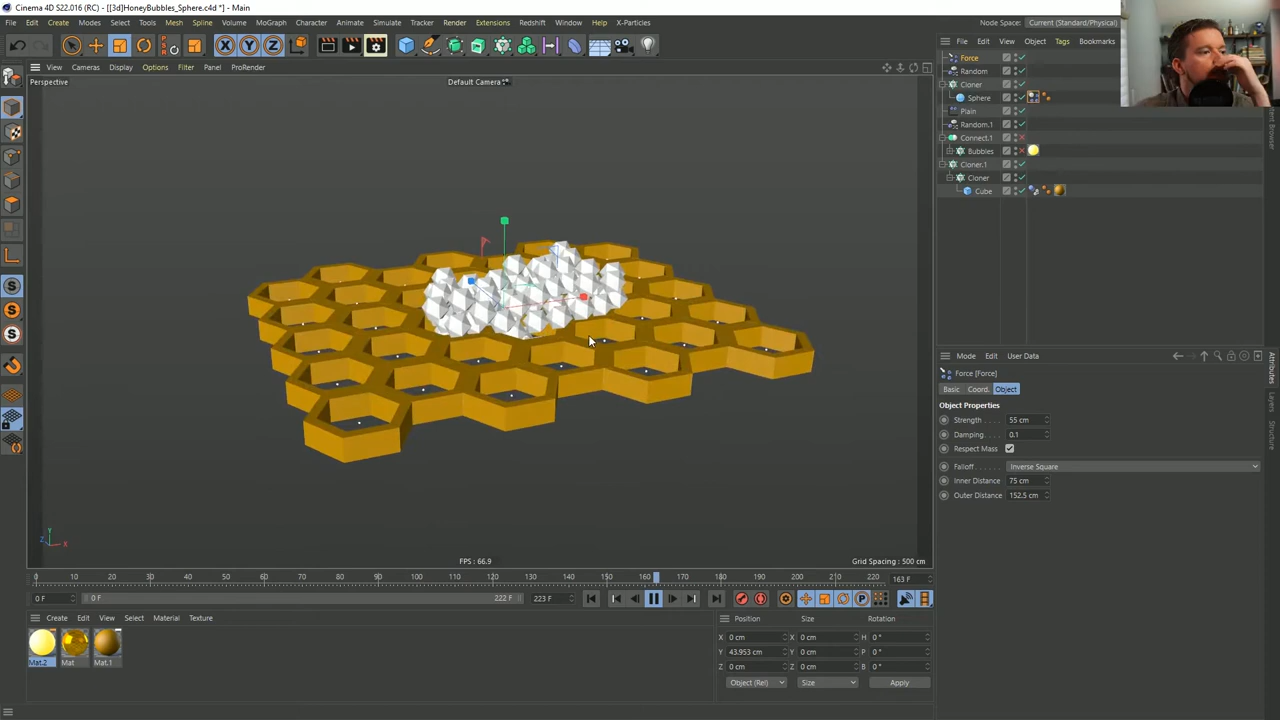 Cinema 4D S22.016 (RC) - [[3d]HoneyBubbles_Sphere.c4d *] - Main
File Edit Create Modes Select Tools Mesh Spline Volume MoGraph Character Animate Simulate Tracker Render Extensions Redshift Window Help X-Particles Node Space: Current (Standard/Physical)
X Y Z File Edit View Object Tags Bookmarks
View Cameras Display Options Filter Panel ProRender
Perspective Default Camera
Force
Random
Cloner
Sphere
Plain
Random.1
Connect.1
Bubbles
Cloner.1
Cloner
Cube
Content Browser
Mode Edit User Data
Attributes
Layers
Structure
Force [Force]
Basic Coord. Object
Object Properties
Strength . . . . 55 cm
Damping . . . . 0.1
Respect Mass
Falloff . . . . . Inverse Square
Inner Distance 75 cm
Outer Distance 152.5 cm
Y
Z X
FPS : 66.9 Grid Spacing : 500 cm
0 10 20 30 40 50 60 70 80 90 100 110 120 130 140 150 160 170 180 190 200 210 220 163 F
0 F 0 F 222 F 223 F
P
Create Edit View Select Material Texture
Position Size Rotation
X 0 cm X 0 cm H 0 °
Y 43.953 cm Y 0 cm P 0 °
Z 0 cm Z 0 cm B 0 °
Object (Rel) Size Apply
Mat.2 Mat Mat.1